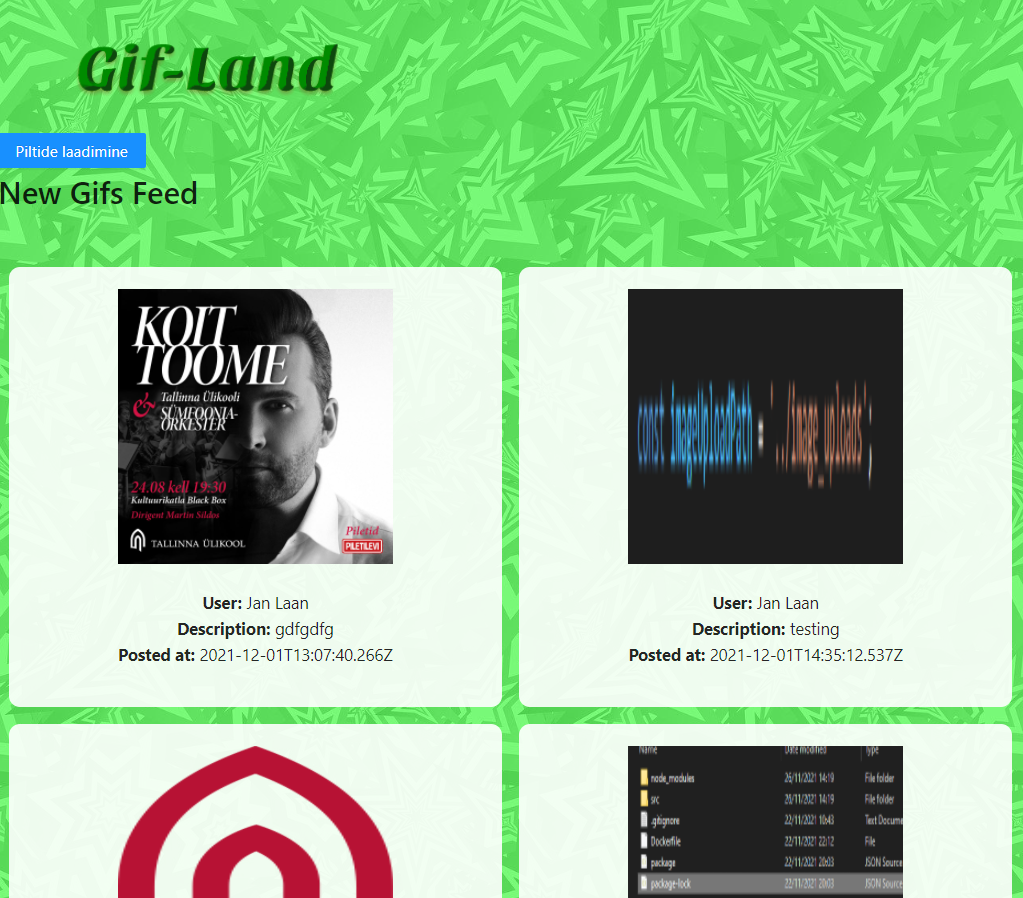 Gif-Land
Piltide laadimine
New Gifs Feed
KOIT
TOOME
& Tallinna Ülikooli
SÜMFOONIA-
ORKESTER
24.08 kell 19:30
Kultuurikatla Black Box
Dirigent Martin Sildos
TALLINNA ÜLIKOOL
Piletid
PILETILEVI
User: Jan Laan
Description: gdfgdfg
Posted at: 2021-12-01T13:07:40.266Z
const imageUploadPath = '../image_uploads';
User: Jan Laan
Description: testing
Posted at: 2021-12-01T14:35:12.537Z
Name Date modified Type
node_modules 26/11/2021 14:19 File folder
src 26/11/2021 14:19 File folder
.gitignore 22/11/2021 10:43 Text Docume
Dockerfile 22/11/2021 22:12 File
package 22/11/2021 20:03 JSON Source
package-lock 22/11/2021 20:03 JSON Source